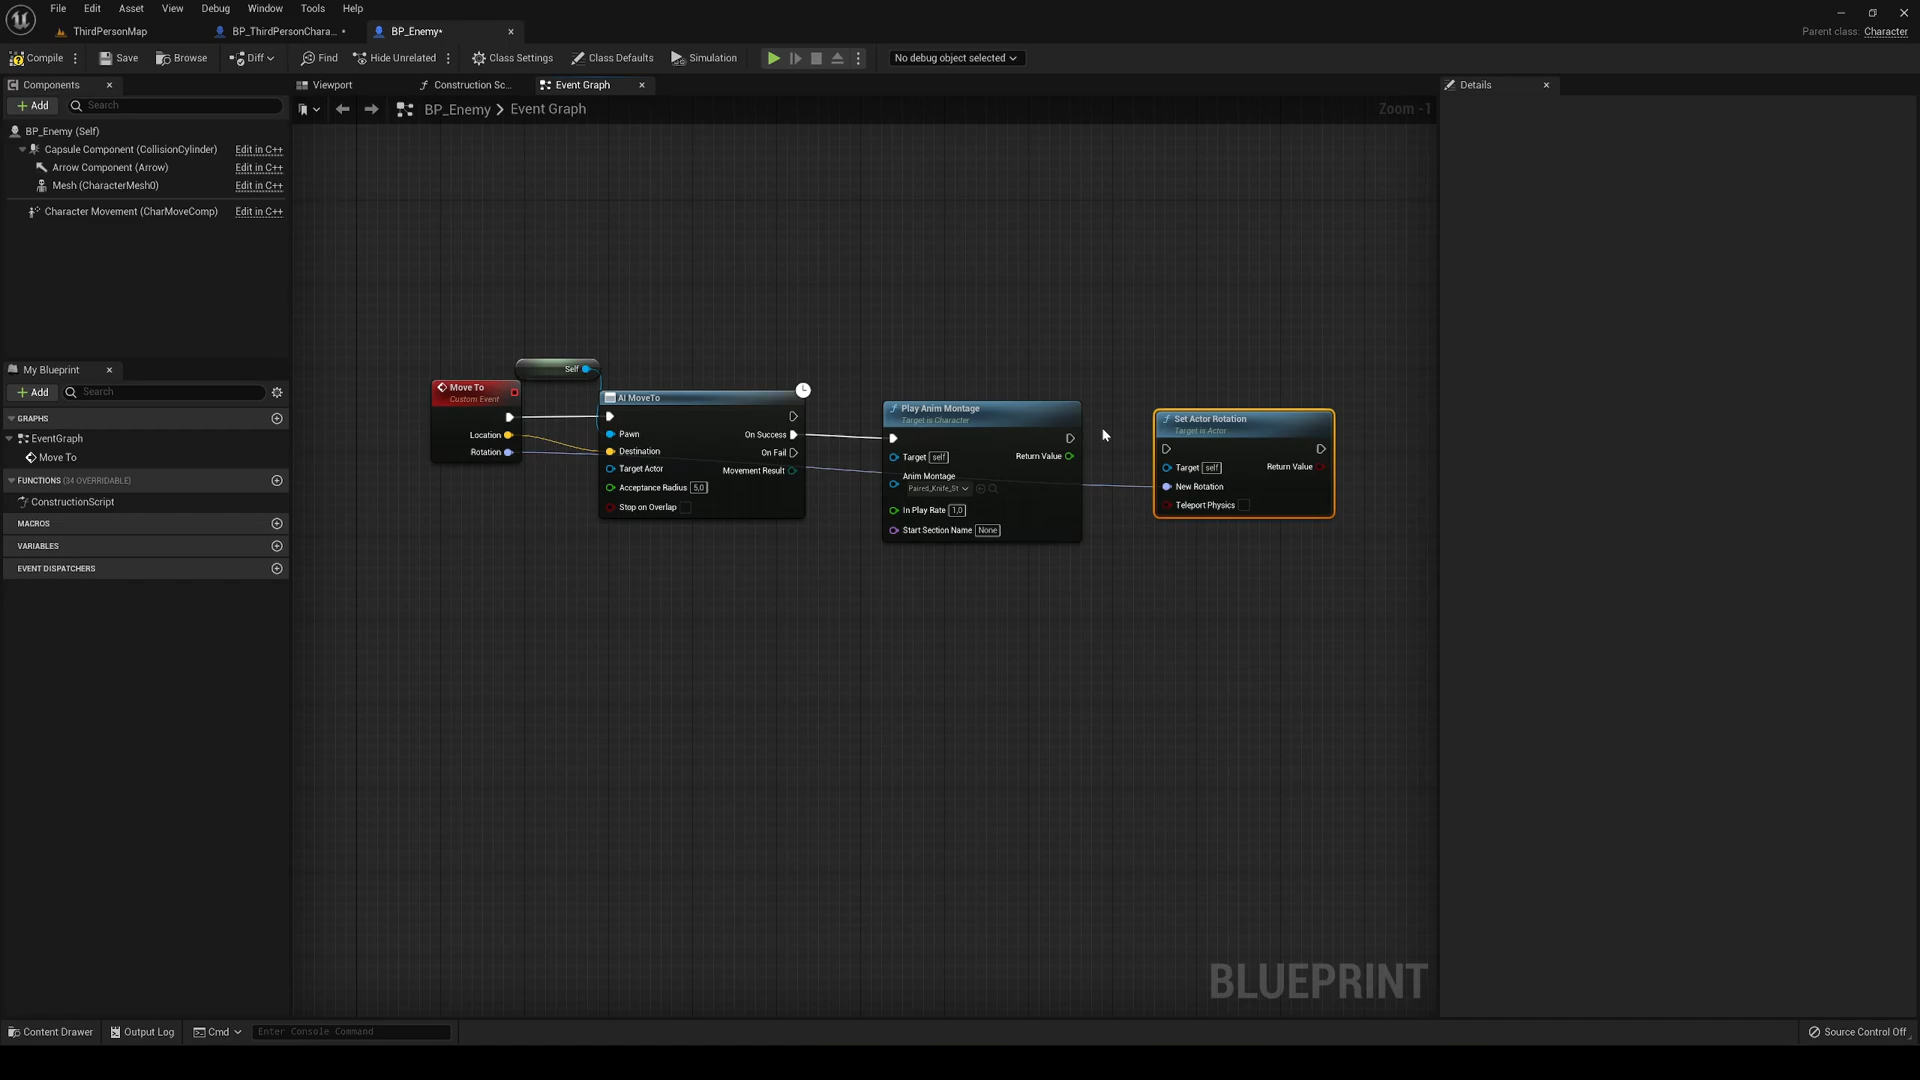 File Edit Asset View Debug Window Tools Help
ThirdPersonMap BP_ThirdPersonChara... • BP_Enemy*
Parent class: Character
Compile Save Browse Diff Find Hide Unrelated Class Settings Class Defaults Simulation No debug object selected
Components
Viewport Construction Sc... Event Graph
Details
Add Search
BP_Enemy > Event Graph
Zoom -1
BP_Enemy (Self)
Capsule Component (CollisionCylinder) Edit in C++
Arrow Component (Arrow) Edit in C++
Mesh (CharacterMesh0) Edit in C++
Character Movement (CharMoveComp) Edit in C++
My Blueprint
Add Search
GRAPHS
EventGraph
Move To
FUNCTIONS (34 OVERRIDABLE)
ConstructionScript
MACROS
VARIABLES
EVENT DISPATCHERS
Self
Move To
Custom Event
Location
Rotation
AI MoveTo
Pawn On Success
Destination On Fail
Target Actor Movement Result
Acceptance Radius 5,0
Stop on Overlap
Play Anim Montage
Target is Character
Target self Return Value
Anim Montage
Paired_Knife_St
In Play Rate 1,0
Start Section Name None
Set Actor Rotation
Target is Actor
Target self Return Value
New Rotation
Teleport Physics
BLUEPRINT
Content Drawer Output Log Cmd Enter Console Command Source Control Off